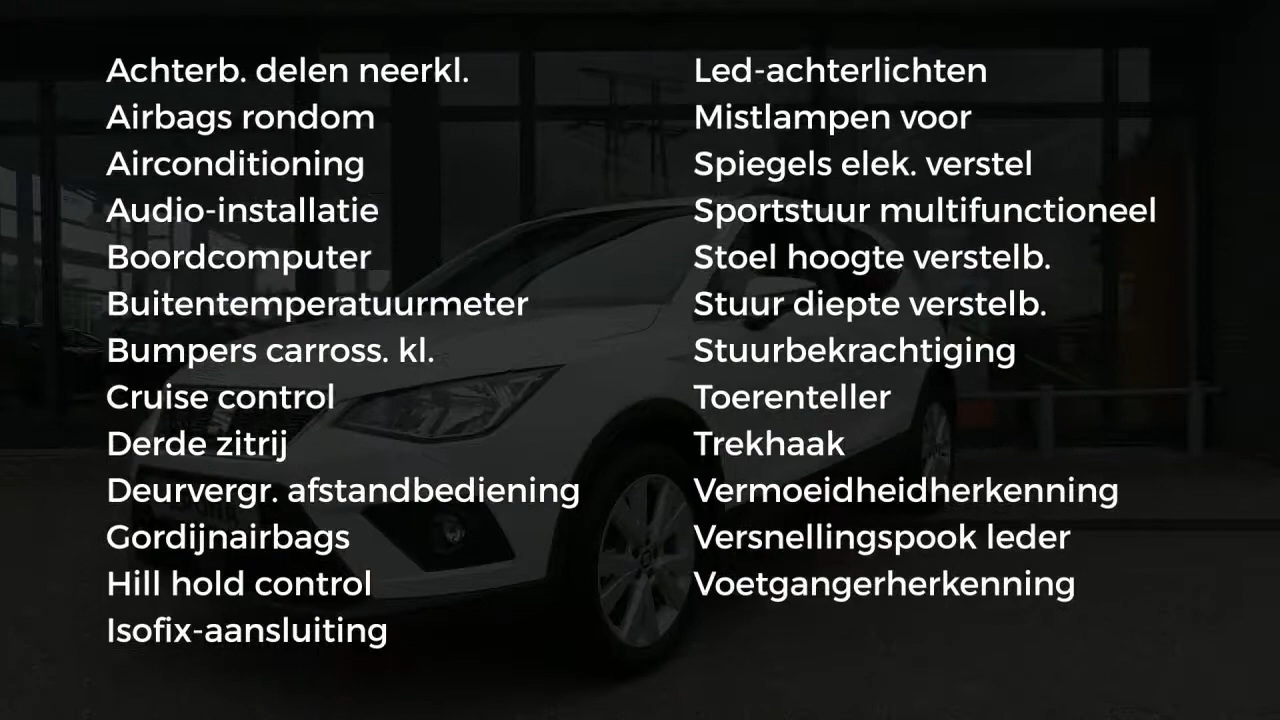 Achterb. delen neerkl.
Airbags rondom
Airconditioning
Audio-installatie
Boordcomputer
Buitentemperatuurmeter
Bumpers carross. kl.
Cruise control
Derde zitrij
Deurvergr. afstandbediening
Gordijnairbags
Hill hold control
Isofix-aansluiting
Led-achterlichten
Mistlampen voor
Spiegels elek. verstel
Sportstuur multifunctioneel
Stoel hoogte verstelb.
Stuur diepte verstelb.
Stuurbekrachtiging
Toerenteller
Trekhaak
Vermoeidheidherkenning
Versnellingspook leder
Voetgangerherkenning